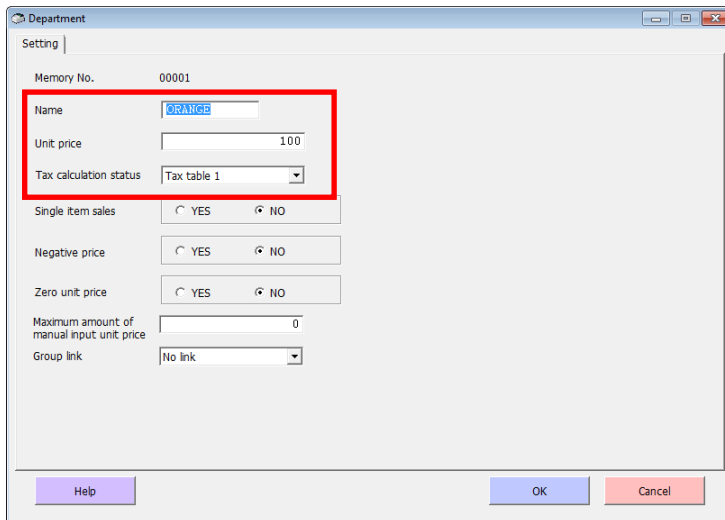 Department
Setting
Memory No. 00001
Name ORANGE
Unit price 100
Tax calculation status Tax table 1
Single item sales YES NO
Negative price YES NO
Zero unit price YES NO
Maximum amount of
manual input unit price 0
Group link No link
Help OK Cancel